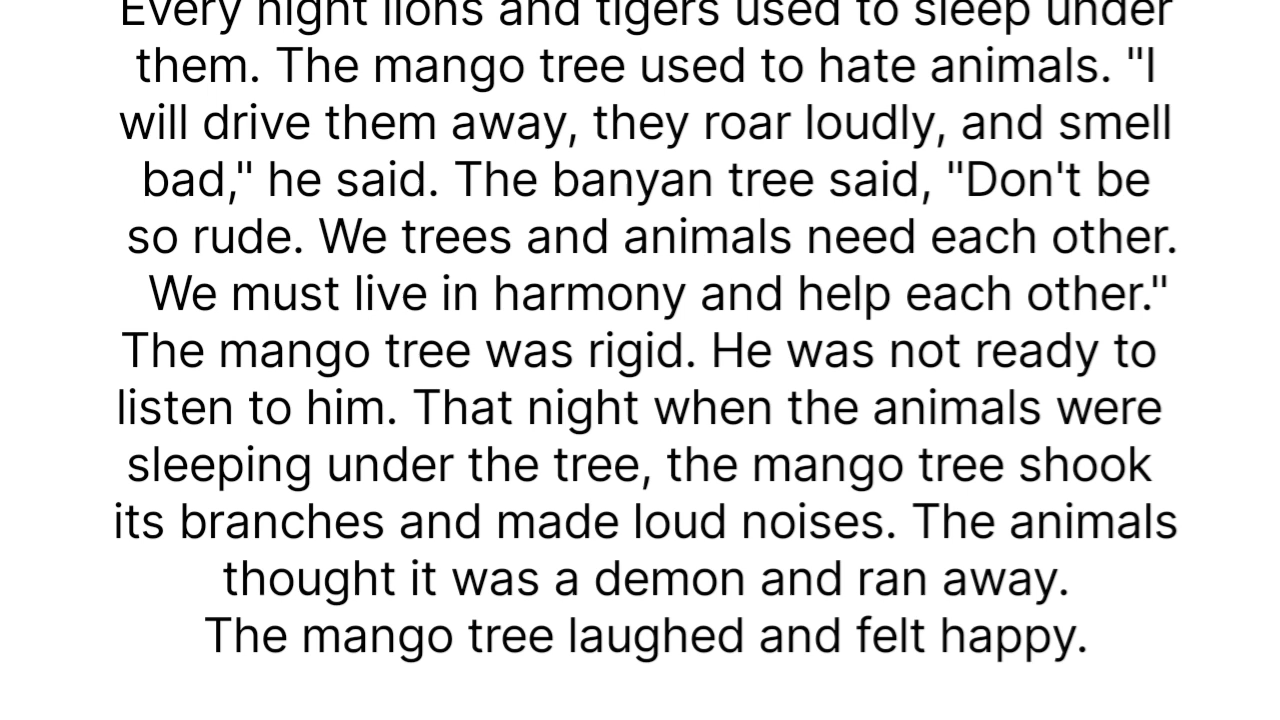 Every night lions and tigers used to sleep under
them. The mango tree used to hate animals. "I
will drive them away, they roar loudly, and smell
bad," he said. The banyan tree said, "Don't be
so rude. We trees and animals need each other.
We must live in harmony and help each other."
The mango tree was rigid. He was not ready to
listen to him. That night when the animals were
sleeping under the tree, the mango tree shook
its branches and made loud noises. The animals
thought it was a demon and ran away.
The mango tree laughed and felt happy.